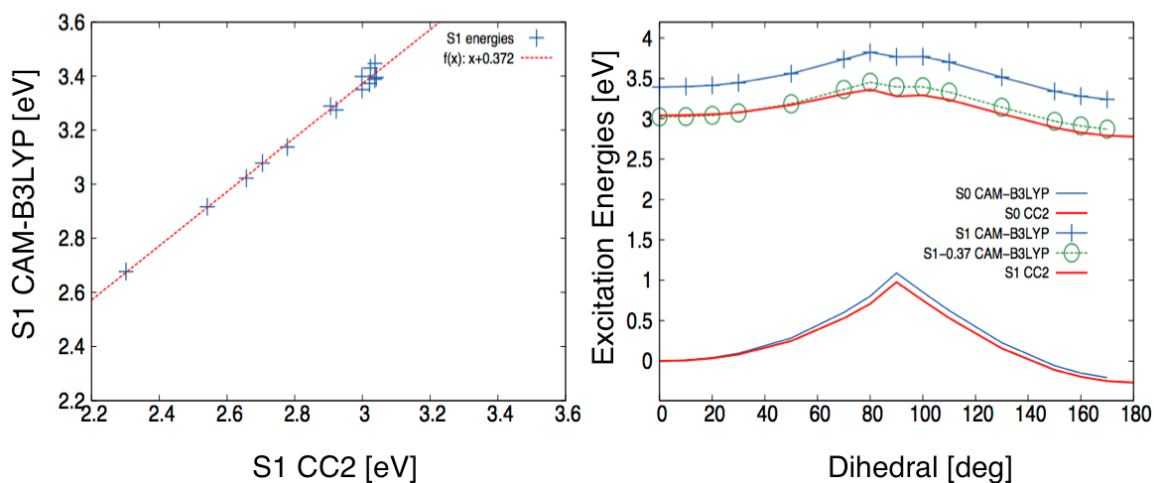 S1 CAM-B3LYP [eV]
3.6
3.4
3.2
3
2.8
2.6
2.4
2.2
S1 energies
f(x): x+0.372
2.2 2.4 2.6 2.8 3 3.2 3.4 3.6
S1 CC2 [eV]
Excitation Energies [eV]
4
3.5
3
2.5
2
1.5
1
0.5
0
S0 CAM-B3LYP
S0 CC2
S1 CAM-B3LYP
S1-0.37 CAM-B3LYP
S1 CC2
0 20 40 60 80 100 120 140 160 180
Dihedral [deg]